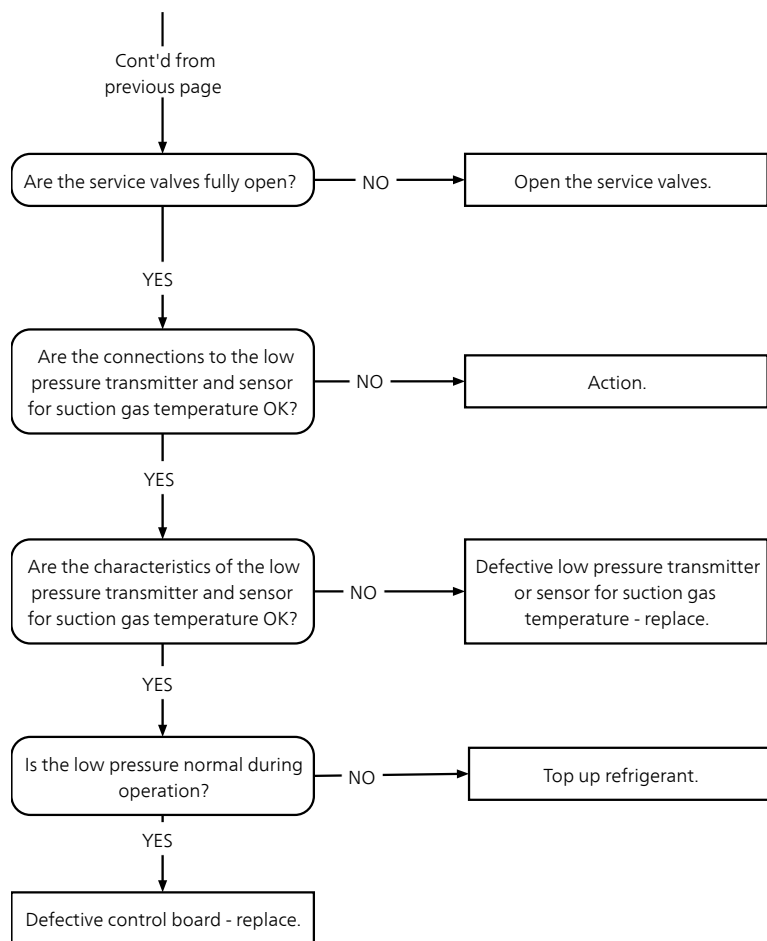 Cont'd from
previous page
Are the service valves fully open?
NO
Open the service valves.
YES
Are the connections to the low
pressure transmitter and sensor
for suction gas temperature OK?
NO
Action.
YES
Are the characteristics of the low
pressure transmitter and sensor
for suction gas temperature OK?
NO
Defective low pressure transmitter
or sensor for suction gas
temperature - replace.
YES
Is the low pressure normal during
operation?
NO
Top up refrigerant.
YES
Defective control board - replace.